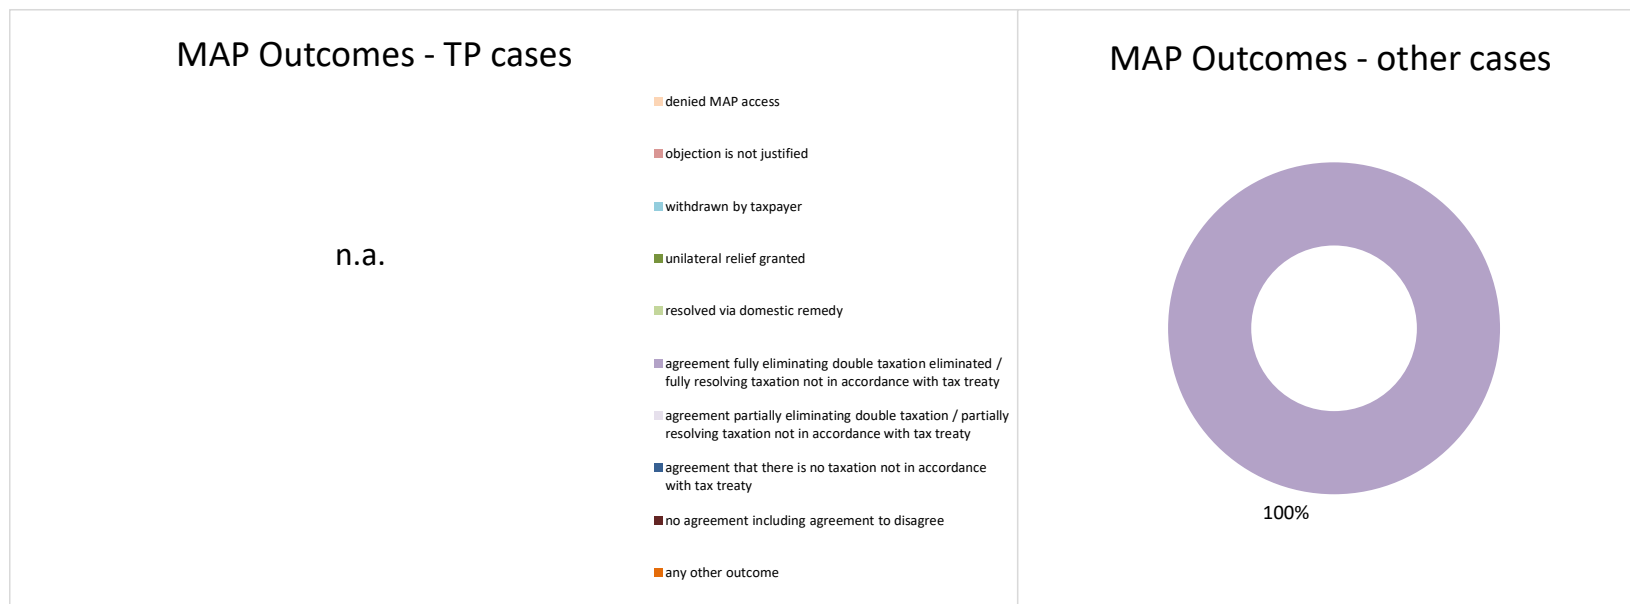 MAP Outcomes - TP cases
n.a.
denied MAP access
objection is not justified
withdrawn by taxpayer
unilateral relief granted
resolved via domestic remedy
agreement fully eliminating double taxation eliminated /
fully resolving taxation not in accordance with tax treaty
agreement partially eliminating double taxation / partially
resolving taxation not in accordance with tax treaty
agreement that there is no taxation not in accordance
with tax treaty
no agreement including agreement to disagree
any other outcome
MAP Outcomes - other cases
100%